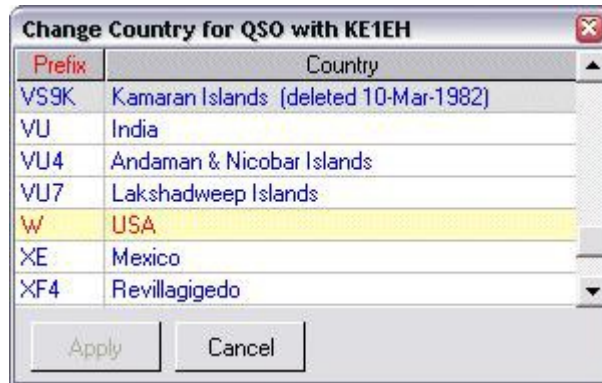 Change Country for QSO with KE1EH
Prefix Country
VS9K Kamaran Islands (deleted 10-Mar-1982)
VU India
VU4 Andaman & Nicobar Islands
VU7 Lakshadweep Islands
W USA
XE Mexico
XF4 Revillagigedo
Apply Cancel